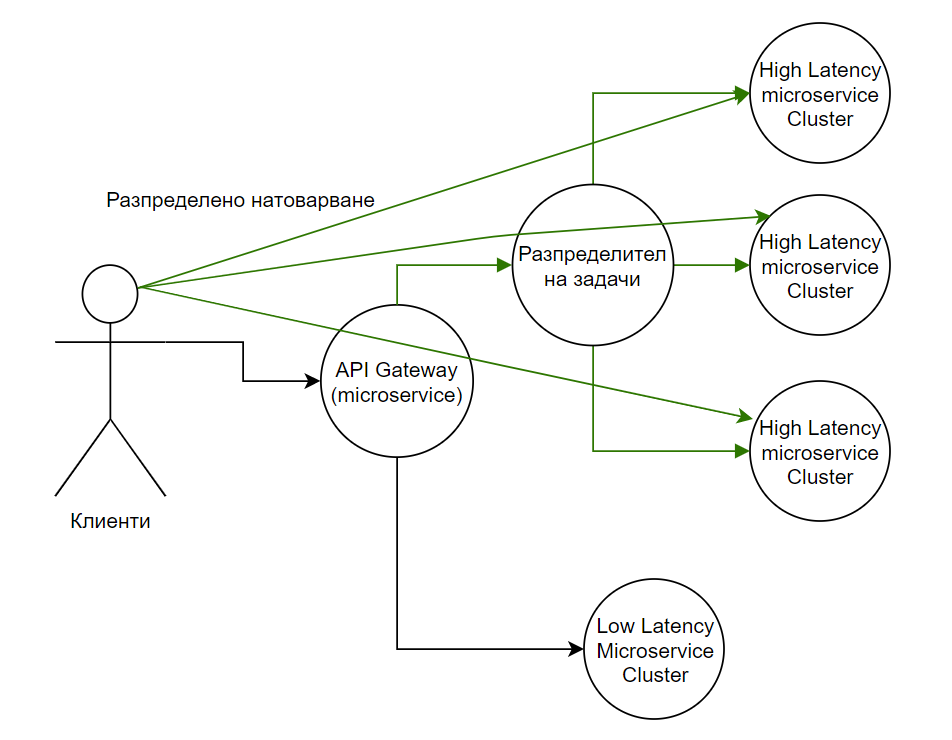 High Latency
microservice
Cluster
Разпределено натоварване
High Latency
microservice
Cluster
Разпределител
на задачи
API Gateway
(microservice)
High Latency
microservice
Cluster
Клиенти
Low Latency
Microservice
Cluster